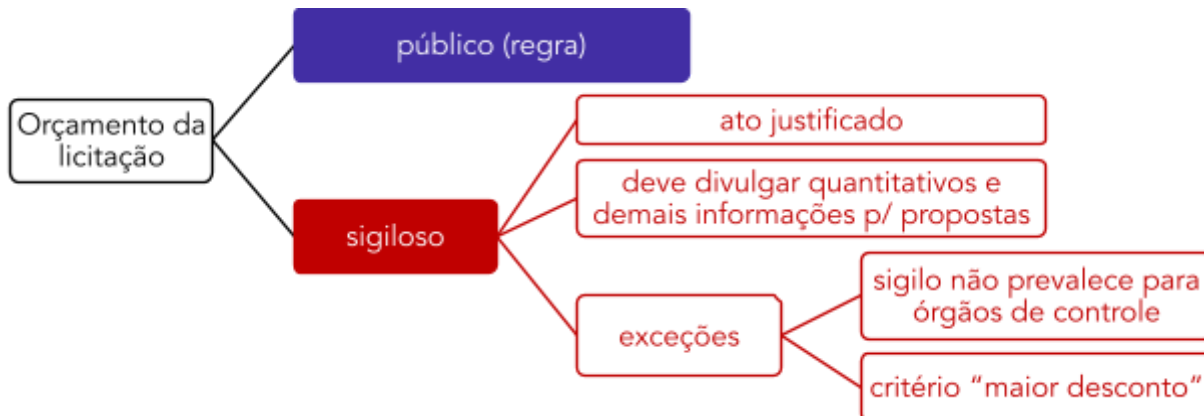 público (regra)
Orçamento da
licitação
sigiloso
ato justificado
deve divulgar quantitativos e
demais informações p/ propostas
exceções
sigilo não prevalece para
órgãos de controle
critério “maior desconto”